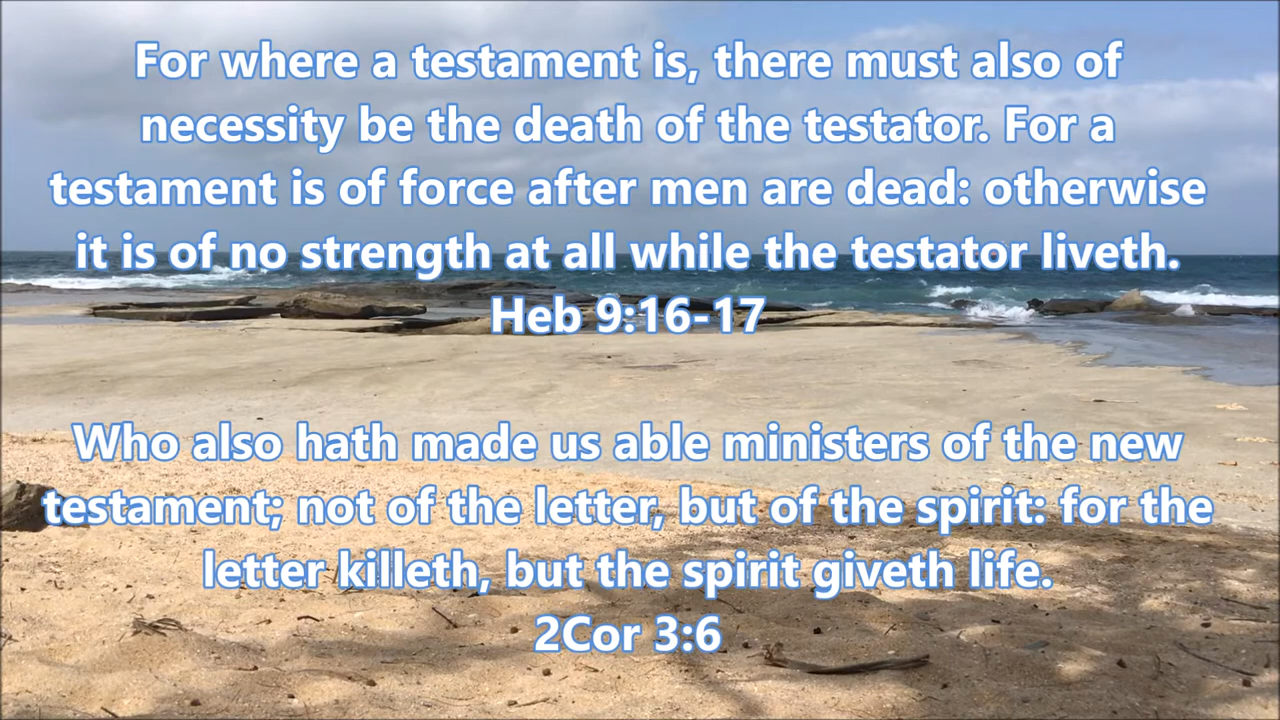 For where a testament is, there must also of
necessity be the death of the testator. For a
testament is of force after men are dead: otherwise
it is of no strength at all while the testator liveth.
Heb 9:16-17
Who also hath made us able ministers of the new
testament; not of the letter, but of the spirit: for the
letter killeth, but the spirit giveth life.
2Cor 3:6